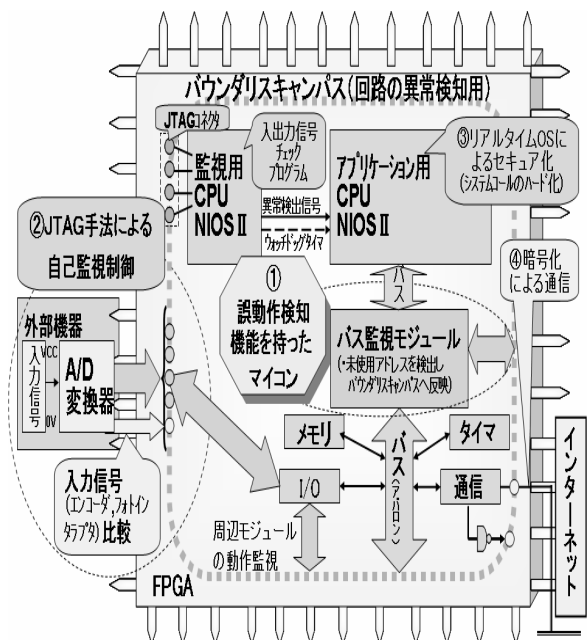 バウンダリスキャンパス(回路の異常検知用)
JTAGコネクタ
入出力信号
チェック
プログラム
③リアルタイムOSに
よるセキュア化
(システムコールのハード化)
監視用
CPU
NIOSⅡ
アプリケーション用
CPU
NIOSⅡ
異常検出信号
ウォッチドッグタイマ
②JTAG手法による
自己監視制御
①
誤動作検知
機能を持った
マイコン
バス
④暗号化
による通信
外部機器
入力信号
VCC
0V
A/D
変換器
バス監視モジュール
(・未使用アドレスを検出し
バウンダリスキャンパスへ反映)
メモリ
タイマ
バス(アバロン)
I/O
通信
入力信号
(エンコーダ,フォトイン
タラプタ)比較
周辺モジュール
の動作監視
インターネット
FPGA